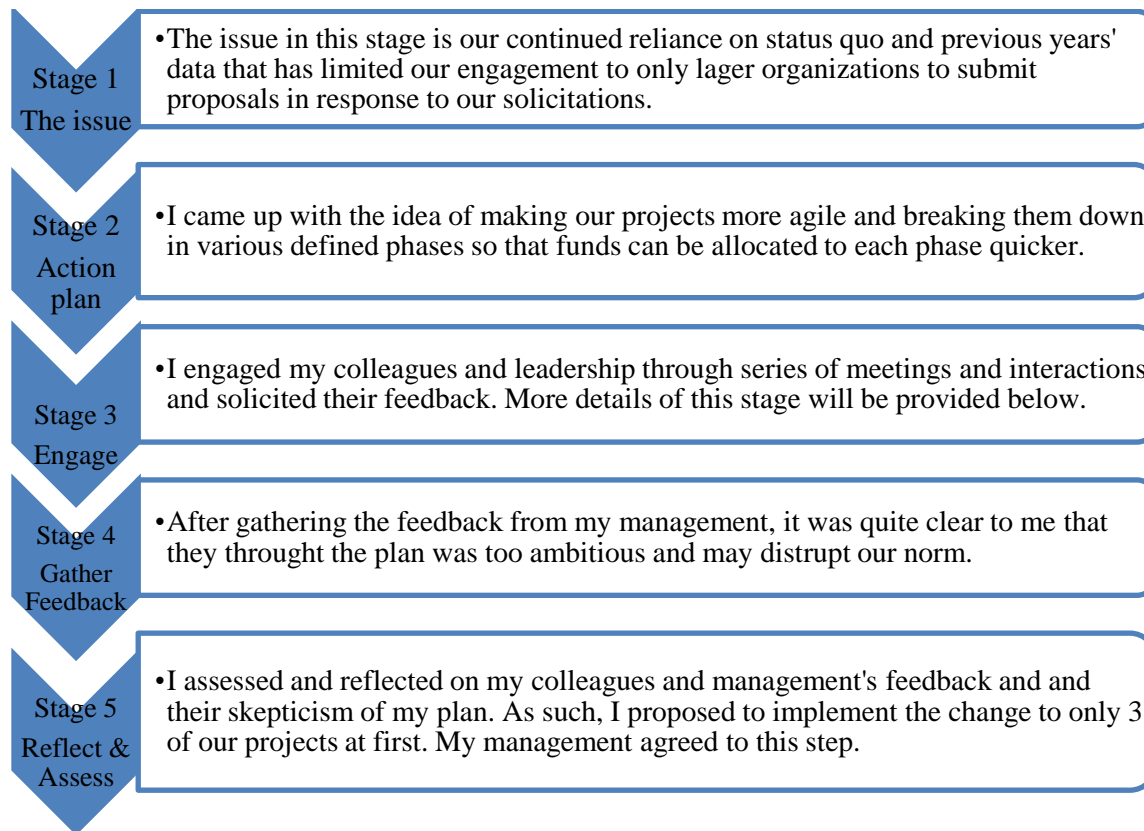 Stage 1
The issue
•The issue in this stage is our continued reliance on status quo and previous years'
data that has limited our engagement to only lager organizations to submit
proposals in response to our solicitations.
Stage 2
Action
plan
•I came up with the idea of making our projects more agile and breaking them down
in various defined phases so that funds can be allocated to each phase quicker.
Stage 3
Engage
•I engaged my colleagues and leadership through series of meetings and interactions
and solicited their feedback. More details of this stage will be provided below.
Stage 4
Gather
Feedback
•After gathering the feedback from my management, it was quite clear to me that
they throught the plan was too ambitious and may distrupt our norm.
Stage 5
Reflect &
Assess
•I assessed and reflected on my colleagues and management's feedback and and
their skepticism of my plan. As such, I proposed to implement the change to only 3
of our projects at first. My management agreed to this step.